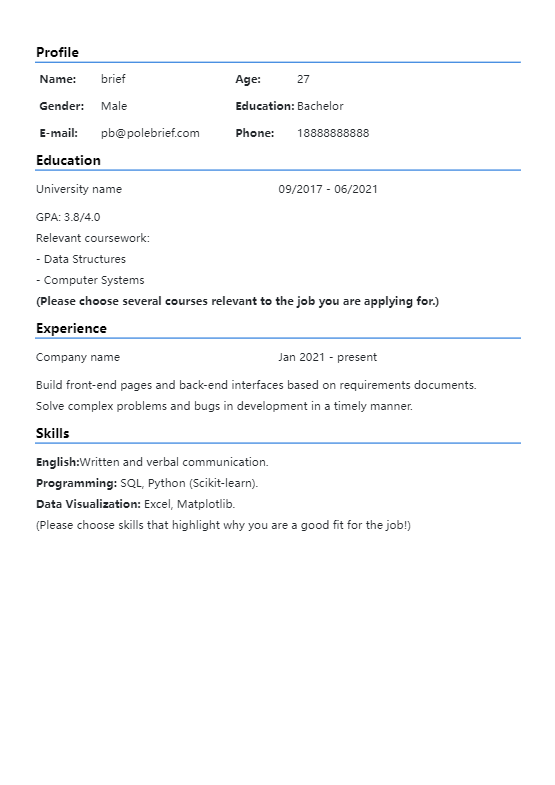 Profile
Name: brief Age: 27
Gender: Male Education: Bachelor
E-mail: pb@polebrief.com Phone: 18888888888
Education
University name 09/2017 - 06/2021
GPA: 3.8/4.0
Relevant coursework:
- Data Structures
- Computer Systems
(Please choose several courses relevant to the job you are applying for.)
Experience
Company name Jan 2021 - present
Build front-end pages and back-end interfaces based on requirements documents.
Solve complex problems and bugs in development in a timely manner.
Skills
English:Written and verbal communication.
Programming: SQL, Python (Scikit-learn).
Data Visualization: Excel, Matplotlib.
(Please choose skills that highlight why you are a good fit for the job!)